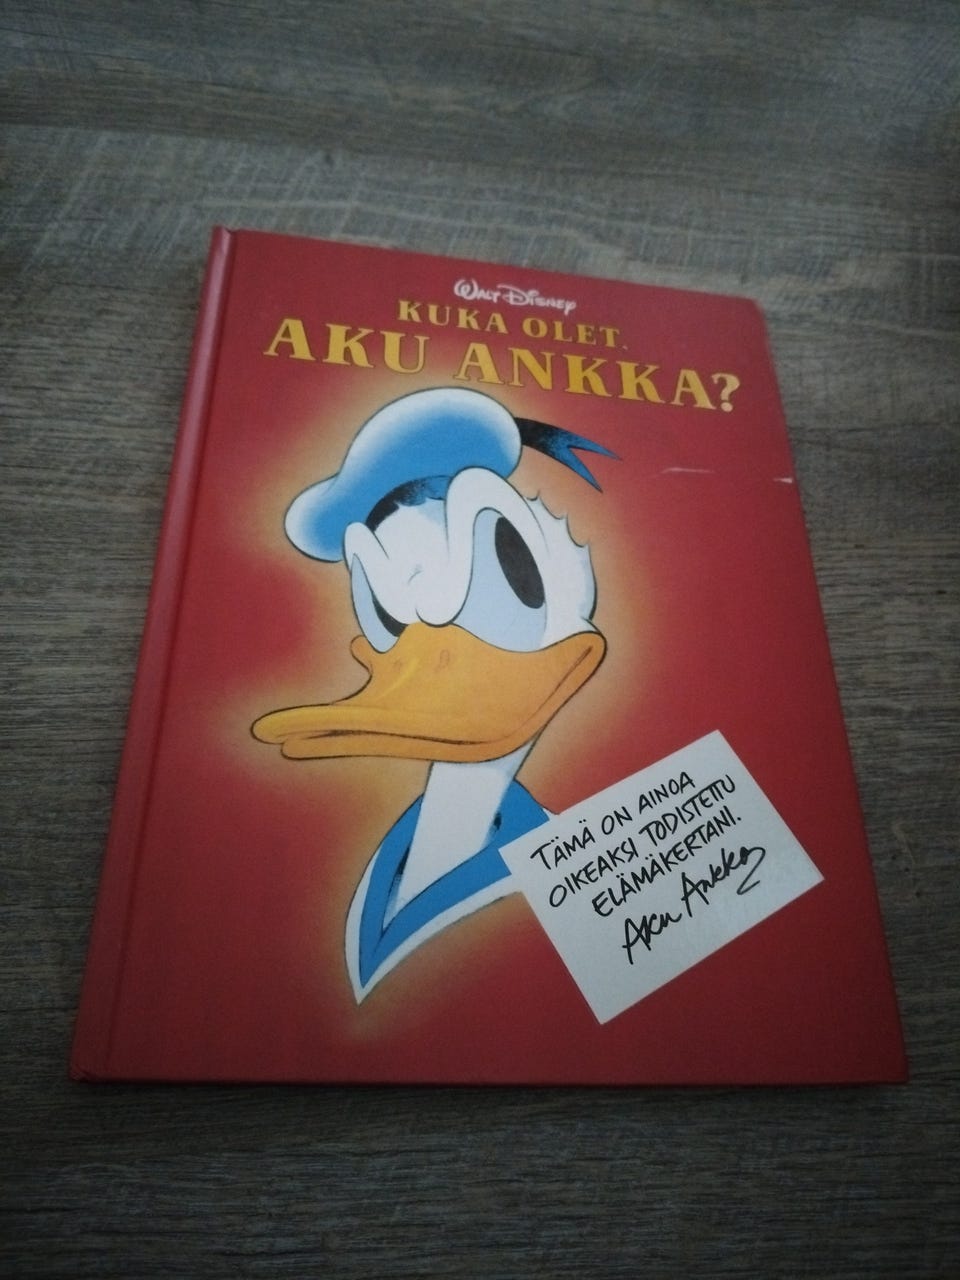 WALT DISNEY
KUKA OLET,
AKU ANKKA?
TÄMÄ ON AINOA
OIKEAKSI TODISTETTU
ELÄMÄKERTANI.
Aku Ankka